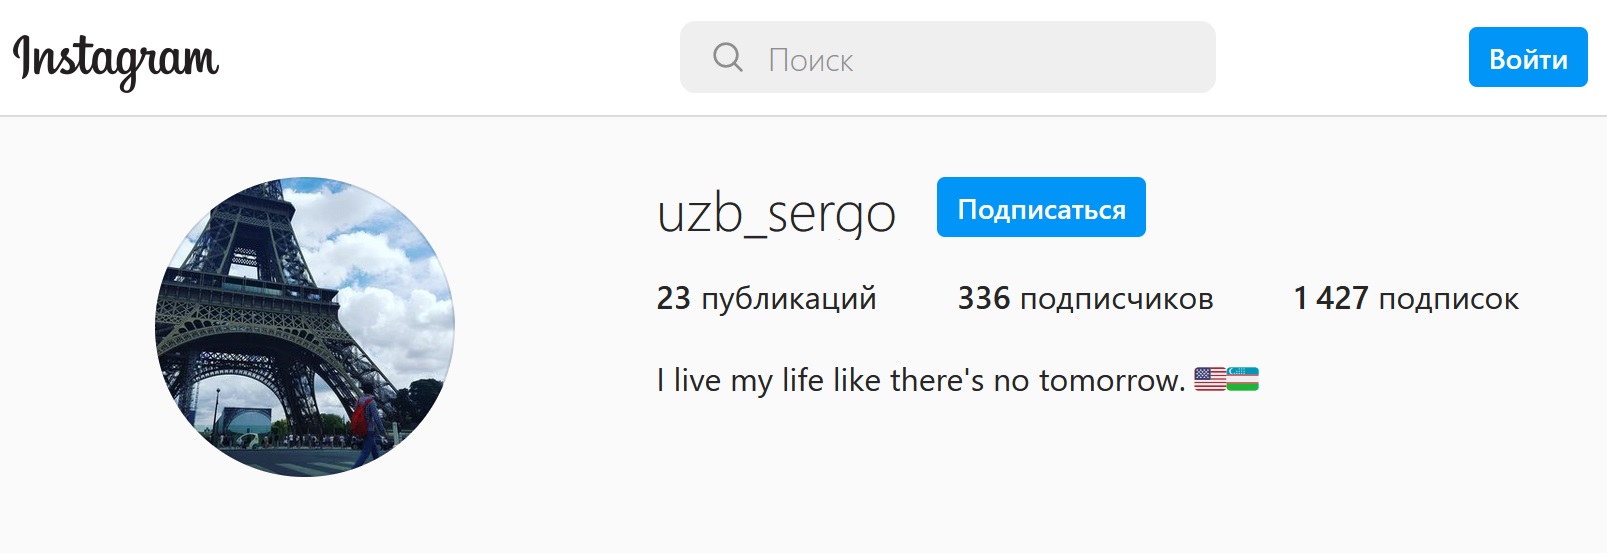 Instagram
Поиск
Войти
uzb_sergo
Подписаться
23 публикаций 336 подписчиков 1 427 подписок
I live my life like there's no tomorrow. 🇺🇸🇺🇿